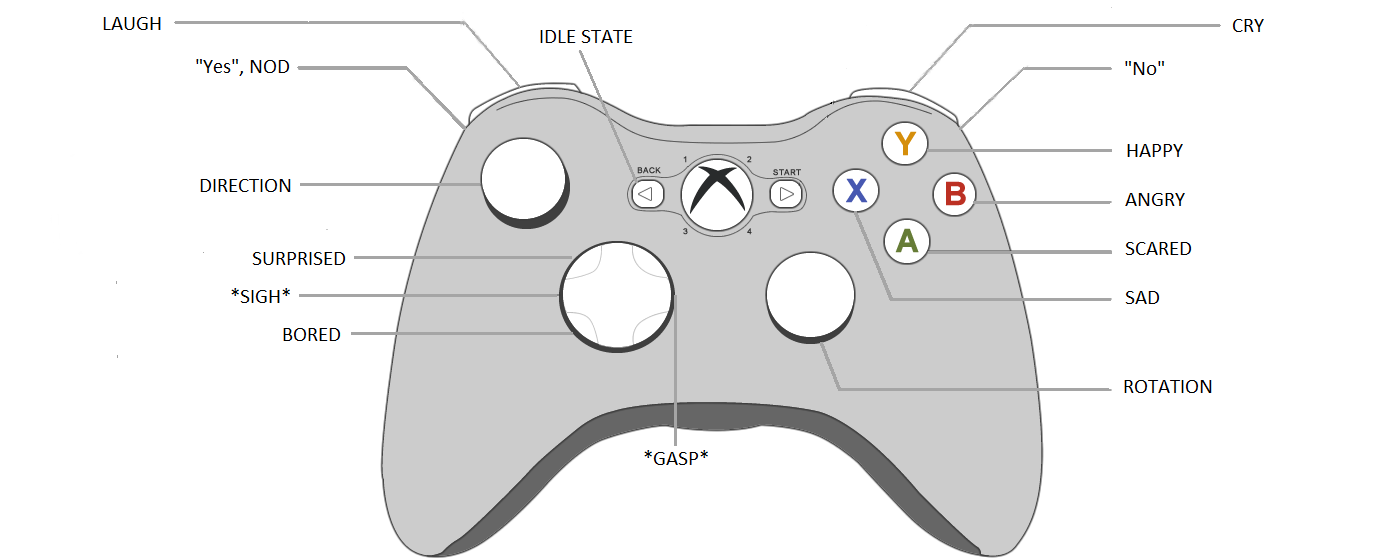 LAUGH
CRY
IDLE STATE
"Yes", NOD
"No"
Y
HAPPY
1 2
BACK
START
DIRECTION
X
B
ANGRY
3 4
A
SCARED
SURPRISED
*SIGH*
SAD
BORED
ROTATION
*GASP*